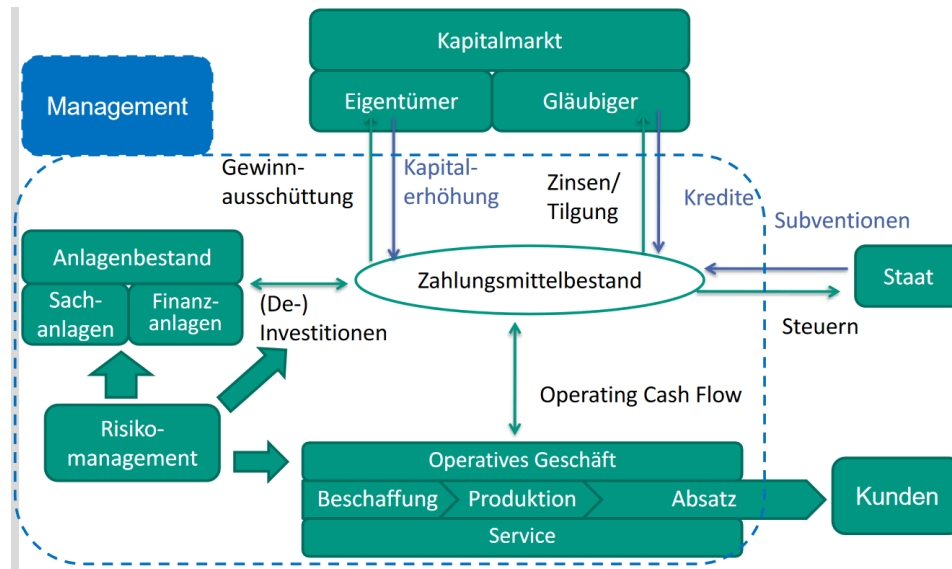 Kapitalmarkt
Eigentümer
Gläubiger
Management
Gewinn-
ausschüttung
Kapital-
erhöhung
Zinsen/
Tilgung
Kredite
Subventionen
Anlagenbestand
Sach-
anlagen
Finanz-
anlagen
(De-)
Investitionen
Zahlungsmittelbestand
Staat
Steuern
Operating Cash Flow
Risiko-
management
Operatives Geschäft
Beschaffung
Produktion
Absatz
Kunden
Service